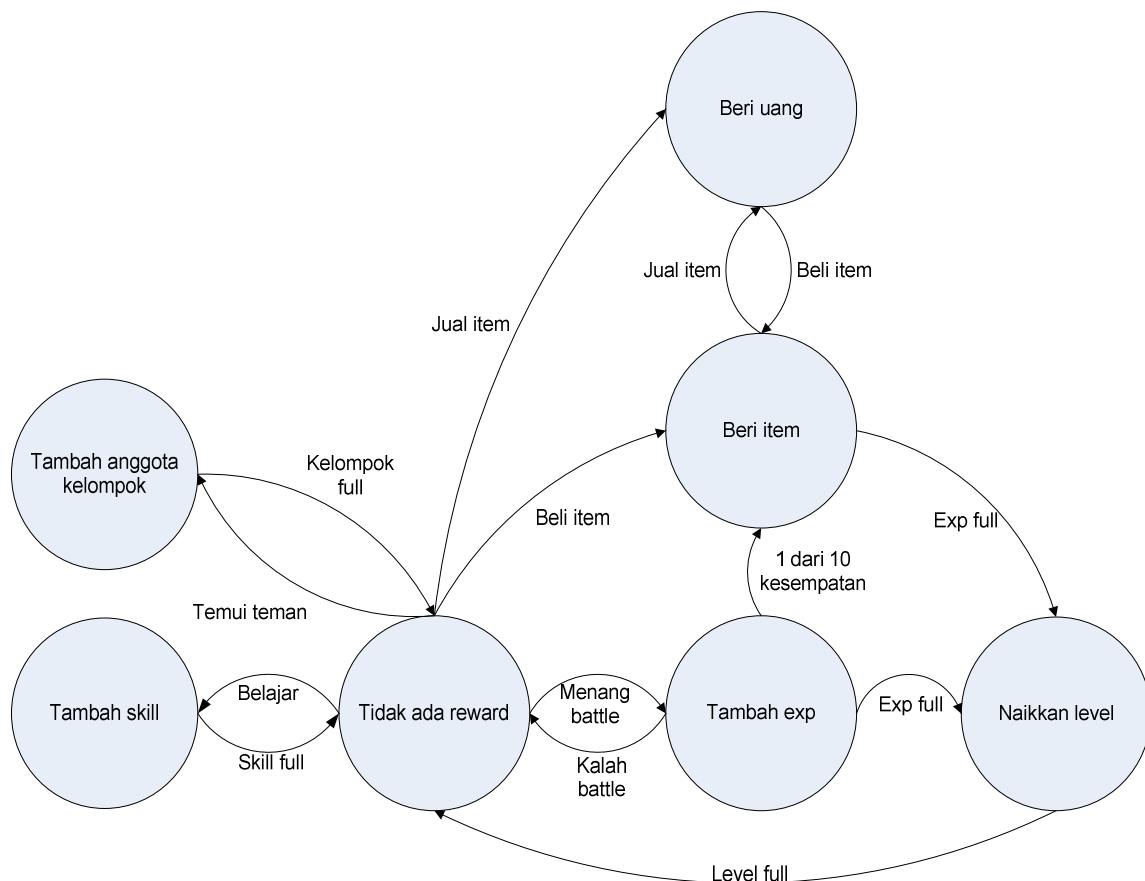 Beri uang
Jual item
Beli item
Jual item
Beri item
Tambah anggota
kelompok
Kelompok
full
Beli item
Exp full
1 dari 10
kesempatan
Temui teman
Tambah skill
Belajar
Skill full
Tidak ada reward
Menang
battle
Kalah
battle
Tambah exp
Exp full
Naikkan level
Level full